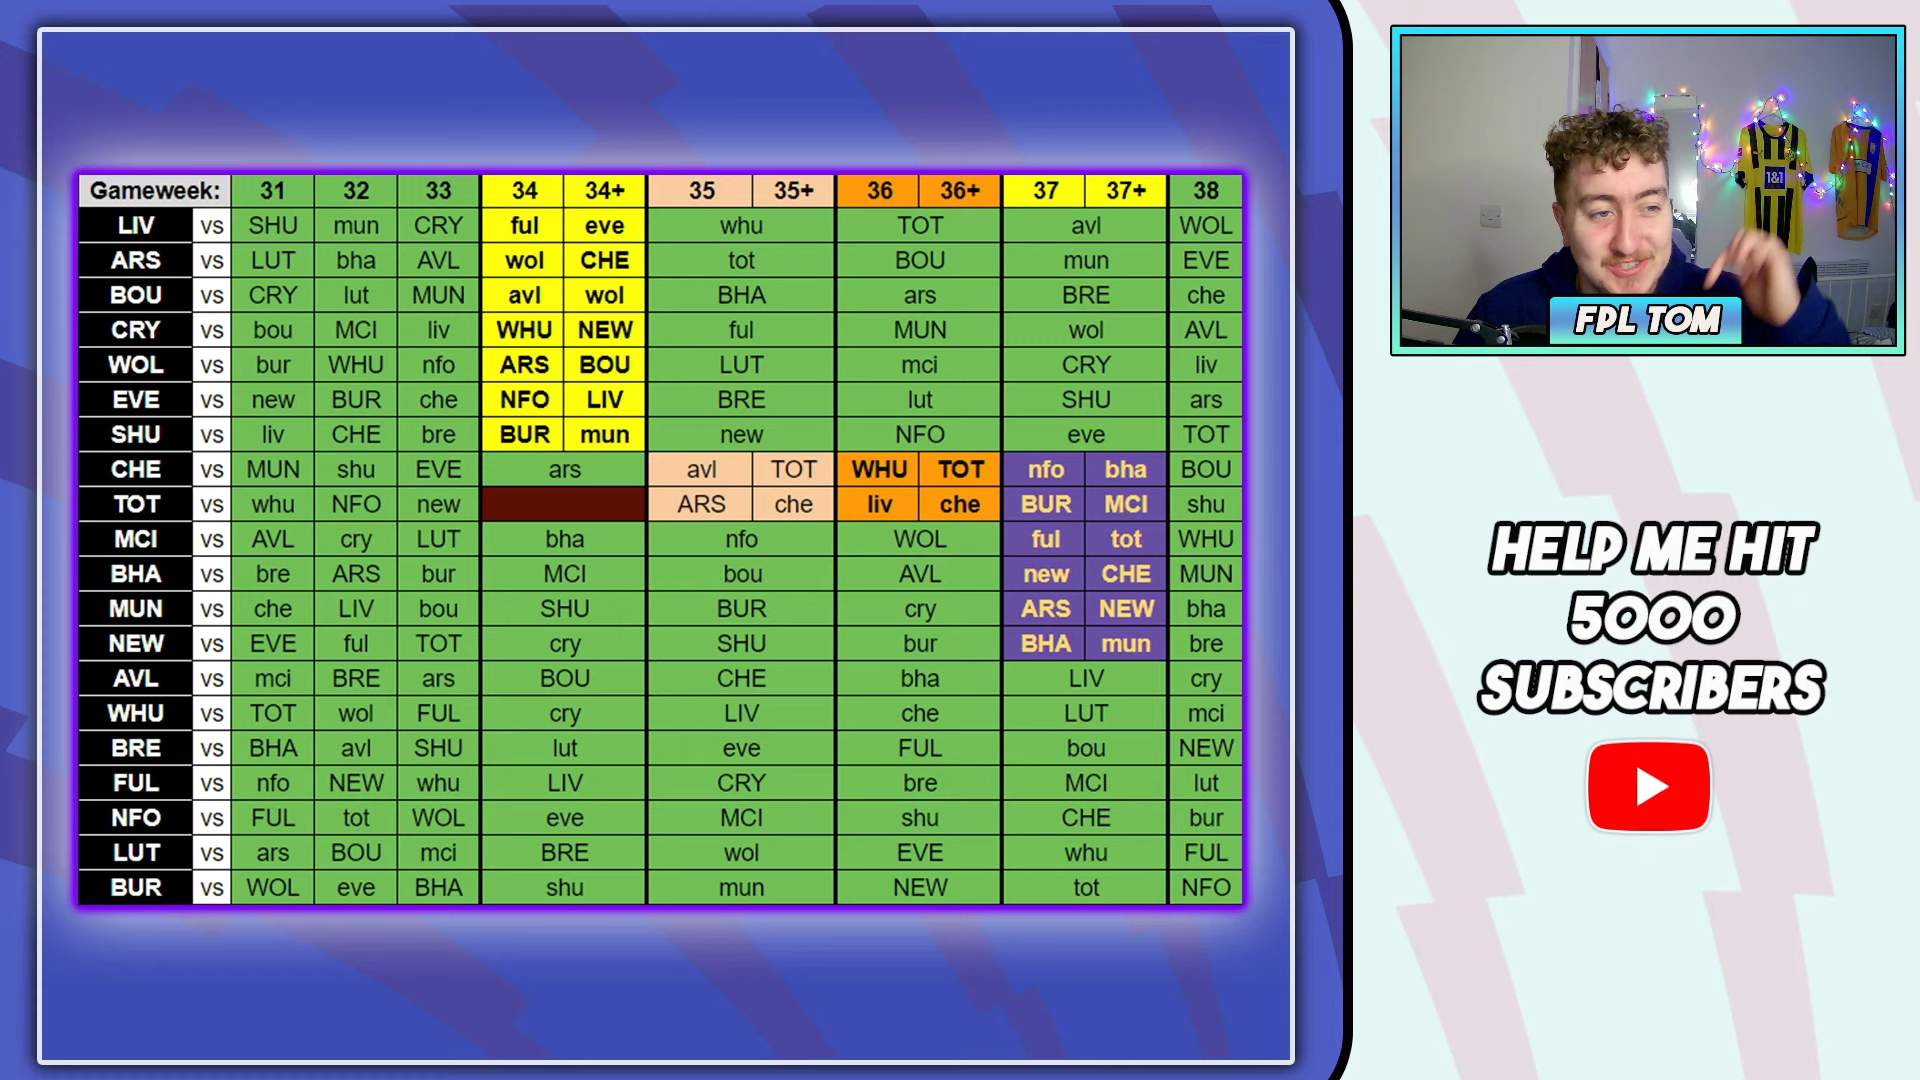 Gameweek: 31 32 33 34 34+ 35 35+ 36 36+ 37 37+ 38
LIV vs SHU mun CRY ful eve whu TOT avl WOL
ARS vs LUT bha AVL wol CHE tot BOU mun EVE
BOU vs CRY lut MUN avl wol BHA ars BRE che
CRY vs bou MCI liv WHU NEW ful MUN wol AVL
WOL vs bur WHU nfo ARS BOU LUT mci CRY liv
EVE vs new BUR che NFO LIV BRE lut SHU ars
SHU vs liv CHE bre BUR mun new NFO eve TOT
CHE vs MUN shu EVE ars avl TOT WHU TOT nfo bha BOU
TOT vs whu NFO new ARS che liv che BUR MCI shu
MCI vs AVL cry LUT bha nfo WOL ful tot WHU
BHA vs bre ARS bur MCI bou AVL new CHE MUN
MUN vs che LIV bou SHU BUR cry ARS NEW bha
NEW vs EVE ful TOT cry SHU bur BHA mun bre
AVL vs mci BRE ars BOU CHE bha LIV cry
WHU vs TOT wol FUL cry LIV che LUT mci
BRE vs BHA avl SHU lut eve FUL bou NEW
FUL vs nfo NEW whu LIV CRY bre MCI lut
NFO vs FUL tot WOL eve MCI shu CHE bur
LUT vs ars BOU mci BRE wol EVE whu FUL
BUR vs WOL eve BHA shu mun NEW tot NFO
1&1
FPL TOM
HELP ME HIT
5000
SUBSCRIBERS